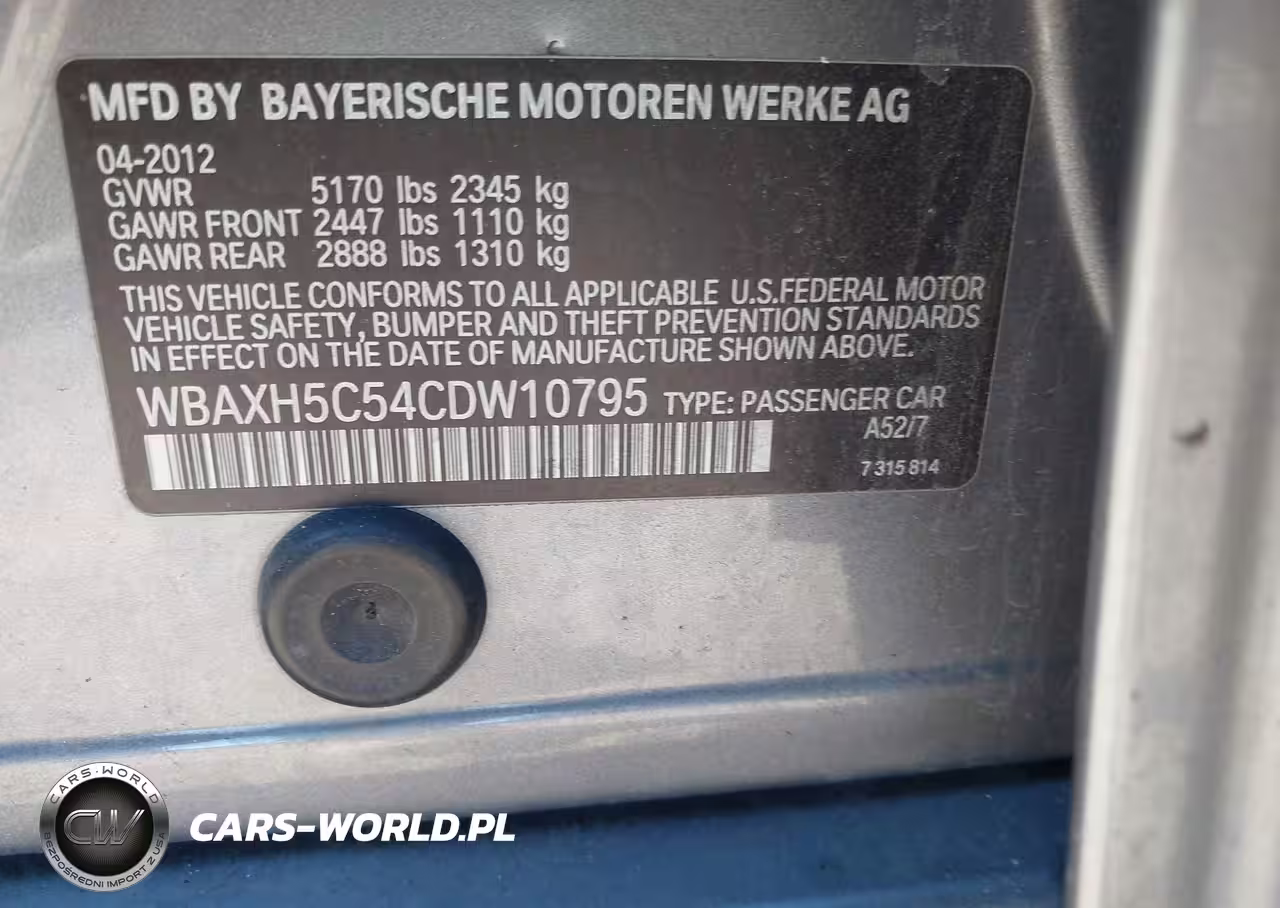 MFD BY BAYERISCHE MOTOREN WERKE AG
04-2012
GVWR 5170 lbs 2345 kg
GAWR FRONT 2447 lbs 1110 kg
GAWR REAR 2888 lbs 1310 kg
THIS VEHICLE CONFORMS TO ALL APPLICABLE U.S.FEDERAL MOTOR
VEHICLE SAFETY, BUMPER AND THEFT PREVENTION STANDARDS
IN EFFECT ON THE DATE OF MANUFACTURE SHOWN ABOVE.
WBAXH5C54CDW10795 TYPE: PASSENGER CAR
A52/7
7 315 814
CARS-WORLD
CW
BEZPOŚREDNI IMPORT Z USA
CARS-WORLD.PL